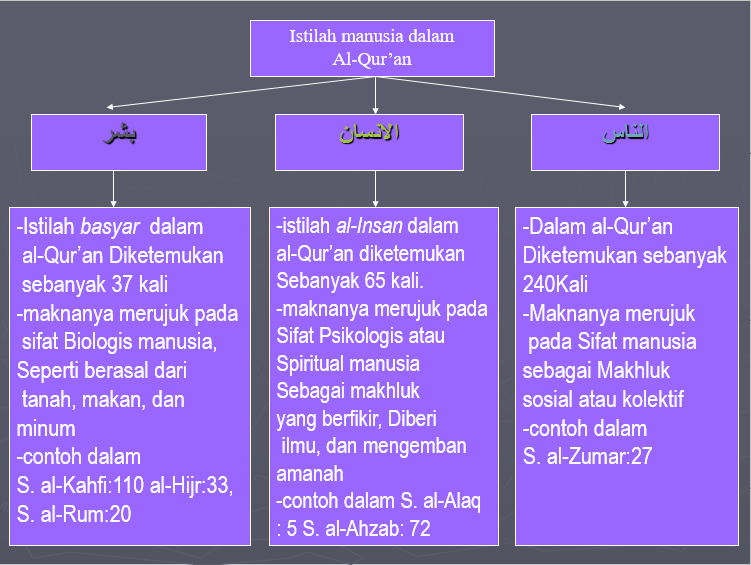 Istilah manusia dalam
Al-Qur’an
بشر
الانسان
الناس
-Istilah basyar dalam
al-Qur’an Diketemukan
sebanyak 37 kali
-maknanya merujuk pada
sifat Biologis manusia,
Seperti berasal dari
tanah, makan, dan
minum
-contoh dalam
S. al-Kahfi:110 al-Hijr:33,
S. al-Rum:20
-istilah al-Insan dalam
al-Qur’an diketemukan
Sebanyak 65 kali.
-maknanya merujuk pada
Sifat Psikologis atau
Spiritual manusia
Sebagai makhluk
yang berfikir, Diberi
ilmu, dan mengemban
amanah
-contoh dalam S. al-Alaq
: 5 S. al-Ahzab: 72
-Dalam al-Qur’an
Diketemukan sebanyak
240Kali
-Maknanya merujuk
pada Sifat manusia
sebagai Makhluk
sosial atau kolektif
-contoh dalam
S. al-Zumar:27